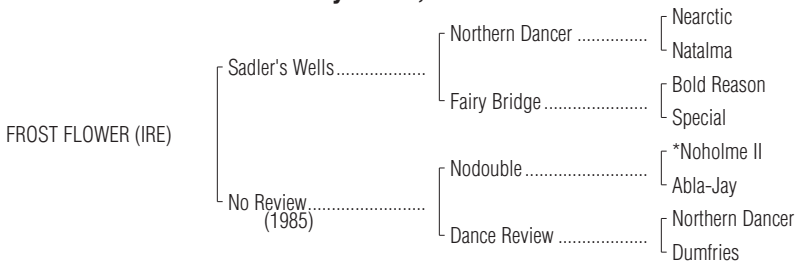 Nearctic
Northern Dancer ...............
Natalma
Sadler's Wells...................
Bold Reason
Fairy Bridge ......................
Special
FROST FLOWER (IRE)
*Noholme II
Nodouble ..........................
Abla-Jay
No Review.........................
(1985)
Northern Dancer
Dance Review ...................
Dumfries